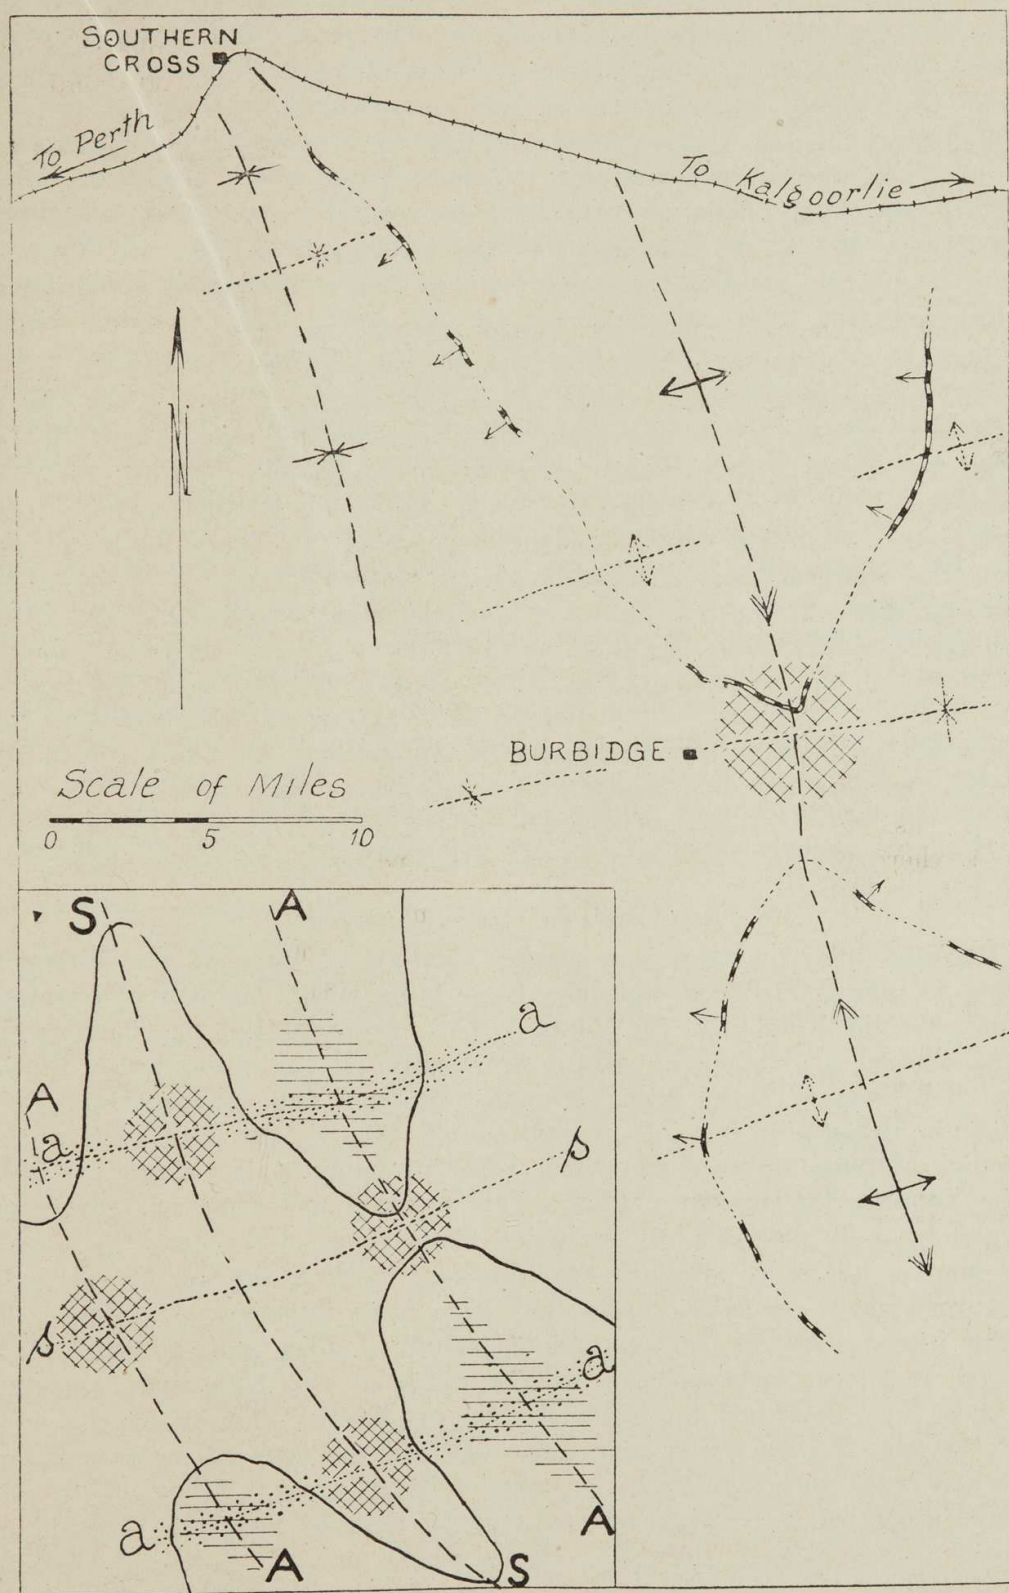 SOUTHERN
CROSS
To Perth
To Kalgoorlie
N
BURBIDGE
Scale of Miles
0 5 10
S
A
a
A
a
s
s
a
A
a
A
S